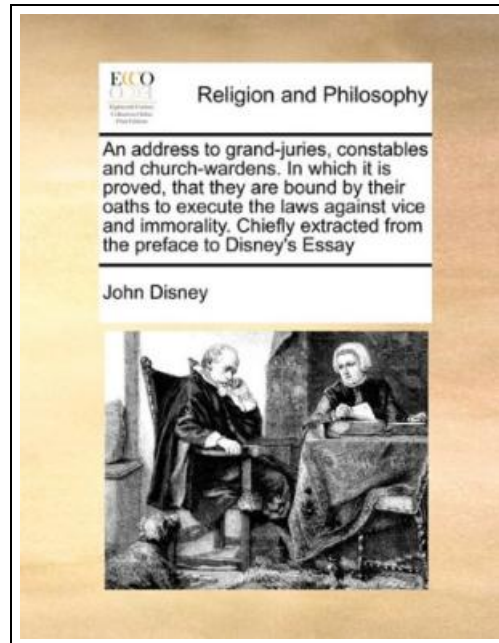 ECCO
Religion and Philosophy
An address to grand-juries, constables
and church-wardens. In which it is
proved, that they are bound by their
oaths to execute the laws against vice
and immorality. Chiefly extracted from
the preface to Disney's Essay
John Disney